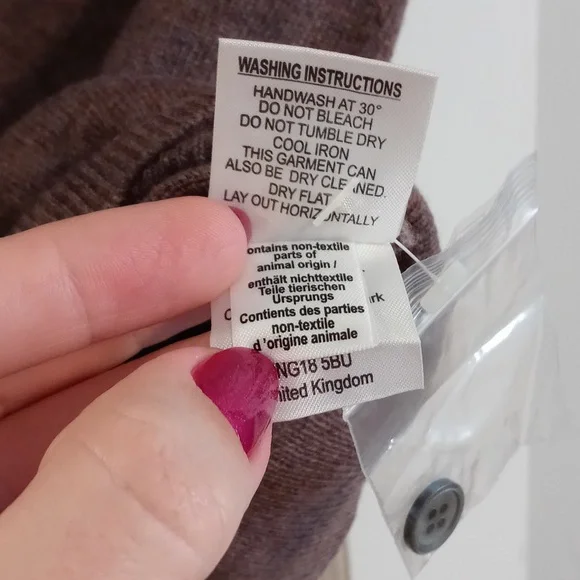 WASHING INSTRUCTIONS
HANDWASH AT 30°
DO NOT BLEACH
DO NOT TUMBLE DRY
COOL IRON
THIS GARMENT CAN
ALSO BE DRY CLEANED.
DRY FLAT
LAY OUT HORIZONTALLY
ontains non-textile
parts of
animal origin /
enthält nichttextile
Teile tierischen
Ursprungs
Contients des parties
non-textile
d'origine animale
NG18 5BU
nited Kingdom